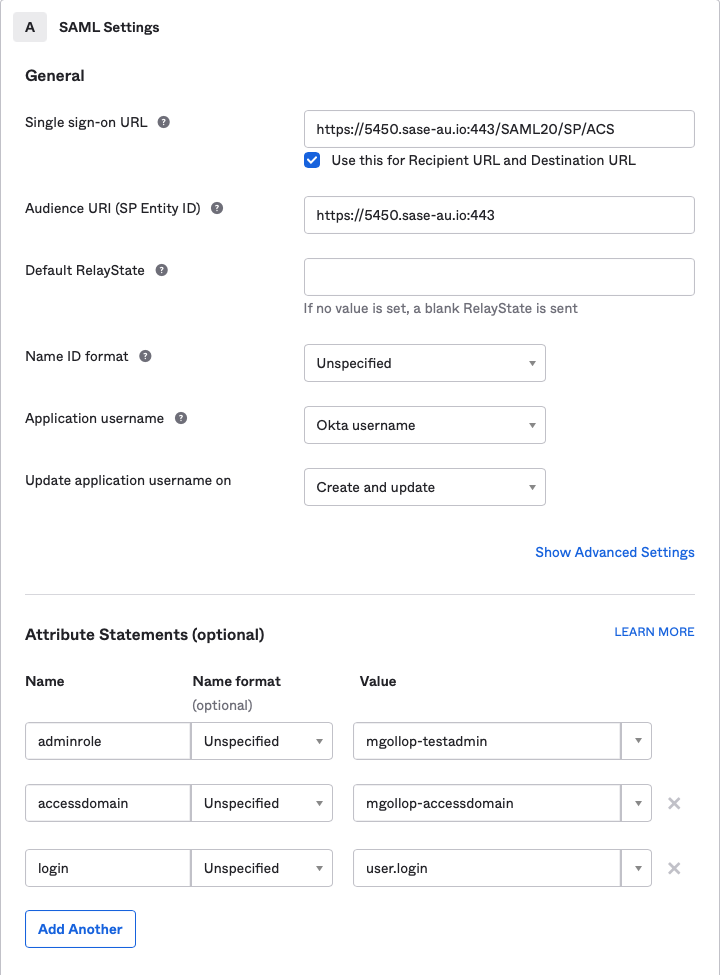 A SAML Settings
General
Single sign-on URL ?
https://5450.sase-au.io:443/SAML20/SP/ACS
Use this for Recipient URL and Destination URL
Audience URI (SP Entity ID) ?
https://5450.sase-au.io:443
Default RelayState ?
If no value is set, a blank RelayState is sent
Name ID format ?
Unspecified
Application username ?
Okta username
Update application username on
Create and update
Show Advanced Settings
Attribute Statements (optional)
LEARN MORE
Name Name format Value
(optional)
adminrole Unspecified mgollop-testadmin
accessdomain Unspecified mgollop-accessdomain
login Unspecified user.login
Add Another